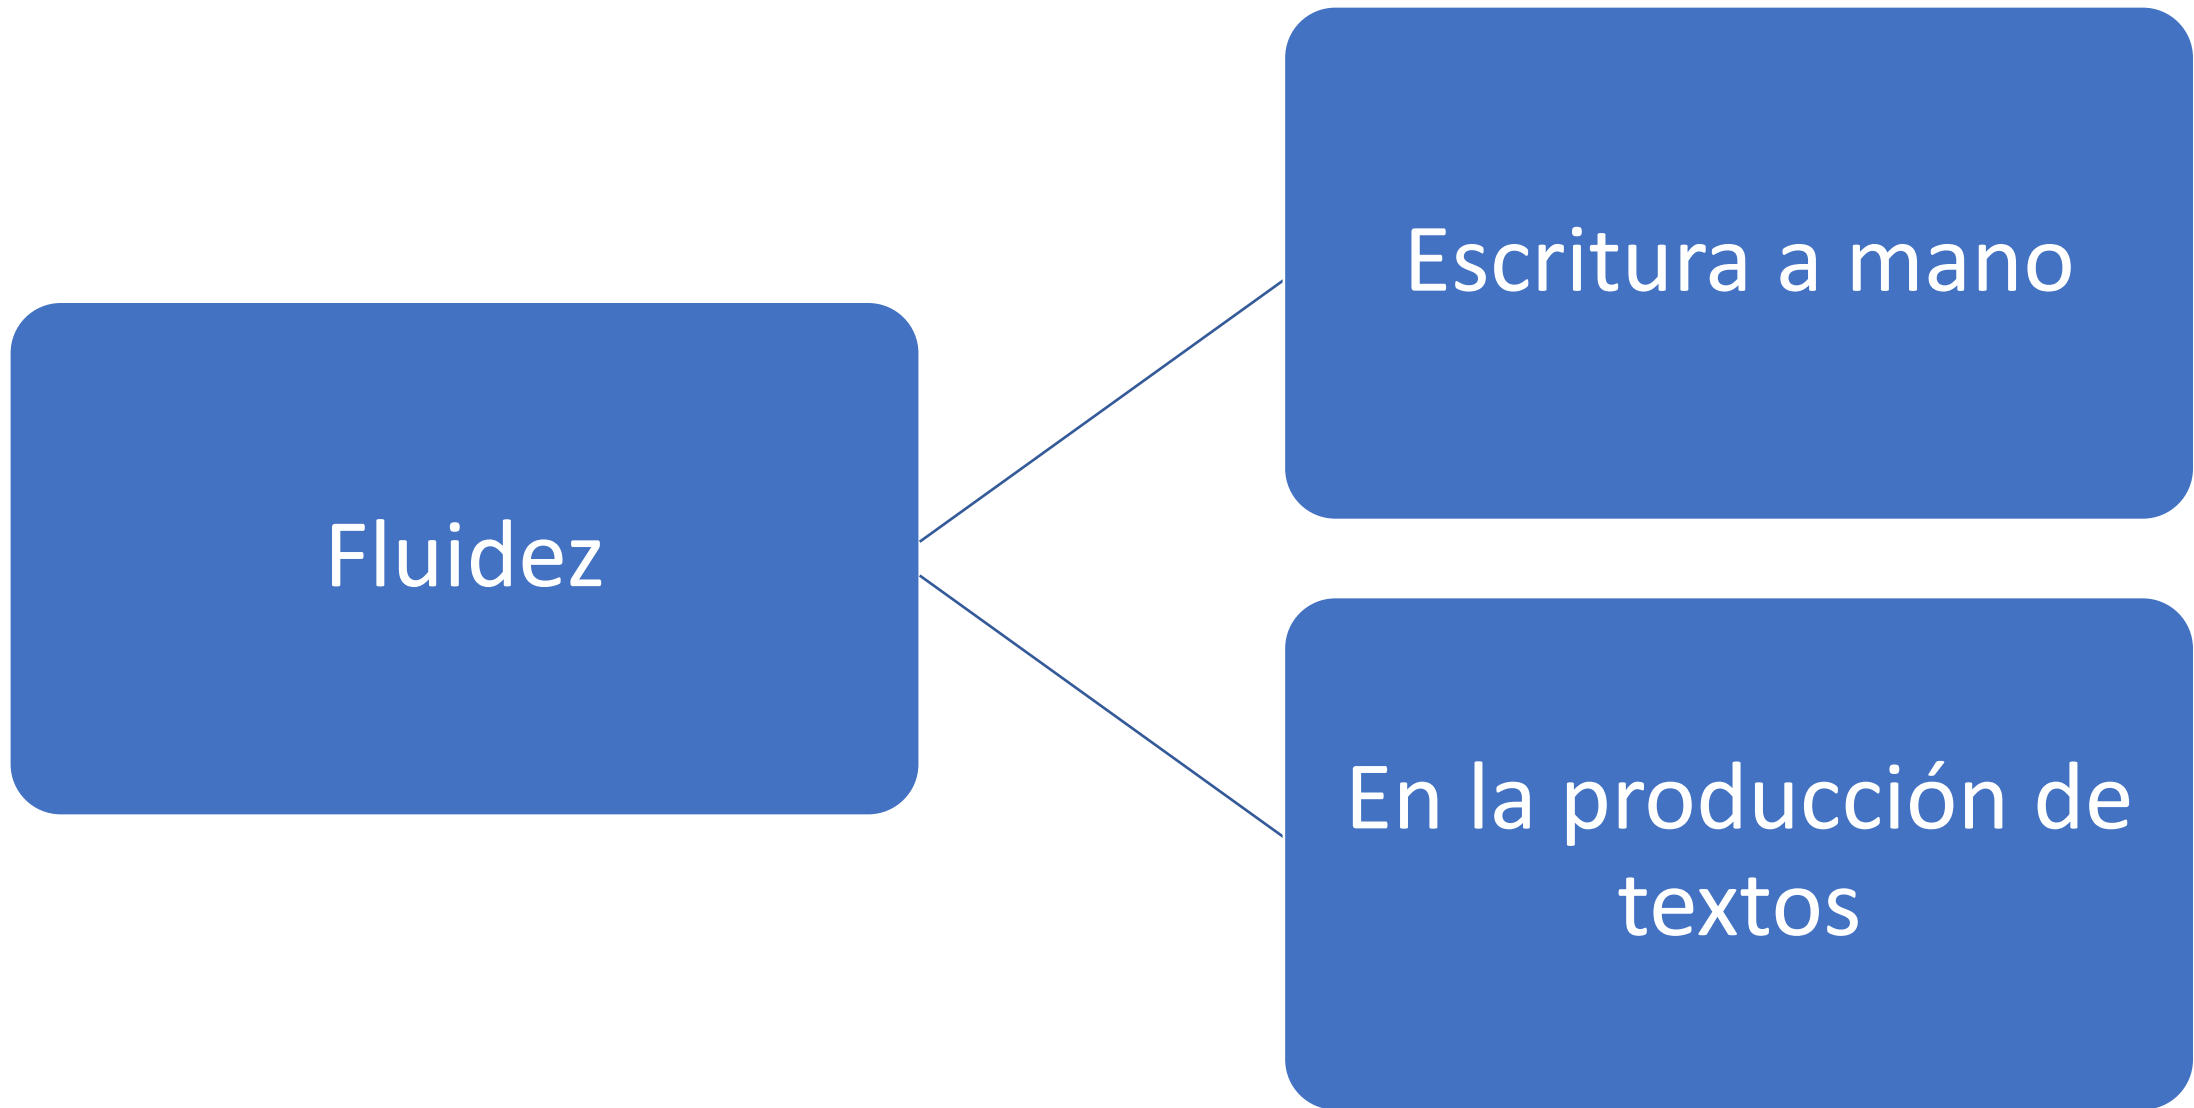 Fluidez
Escritura a mano
En la producción de
textos